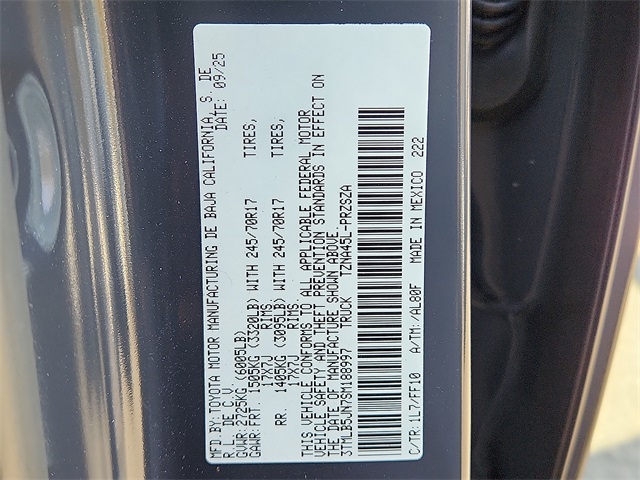 MFD.BY:TOYOTA MOTOR MANUFACTURING DE BAJA CALIFORNIA, S. DE
R.L. DE C.V. DATE: 09/25
GVWR:2725KG (6005LB)
GAWR:FRT. 1506KG (3320LB) WITH 245/70R17 TIRES,
17X7J RIMS.
RR. 1405KG (3095LB) WITH 245/70R17 TIRES,
17X7J RIMS.
THIS VEHICLE CONFORMS TO ALL APPLICABLE FEDERAL MOTOR
VEHICLE SAFETY AND THEFT PREVENTION STANDARDS IN EFFECT ON
THE DATE OF MANUFACTURE SHOWN ABOVE.
3TMLB5JN7SM188997 TRUCK TZNA45L-PRZSZA
C/TR:1L7/FF10 A/TM:/AL80F MADE IN MEXICO 222